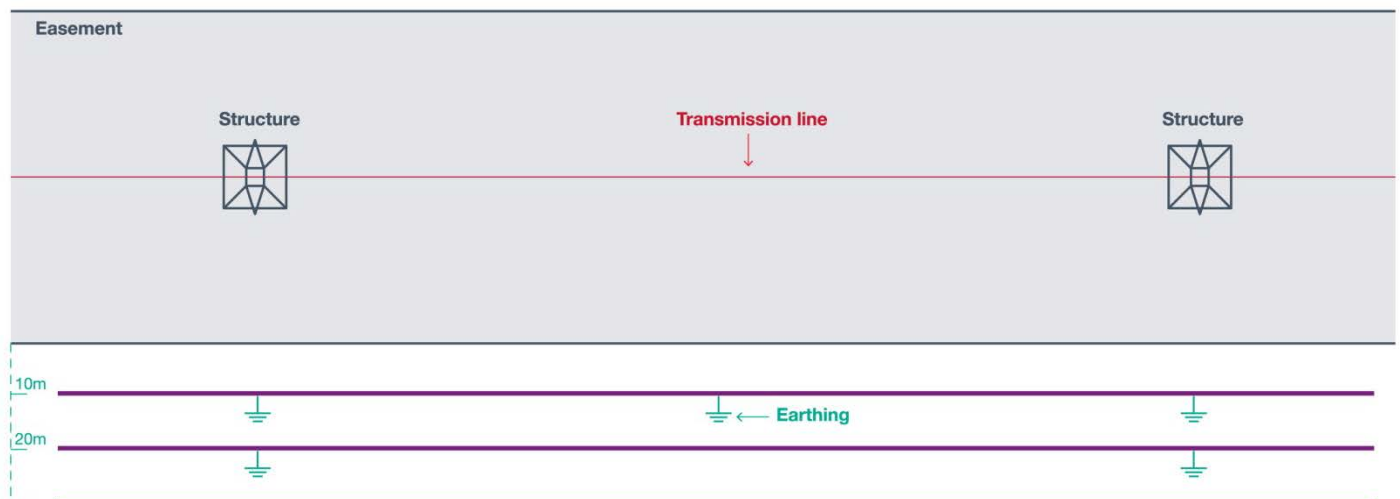 Easement
Structure
Transmission line
Structure
10m
Earthing
20m